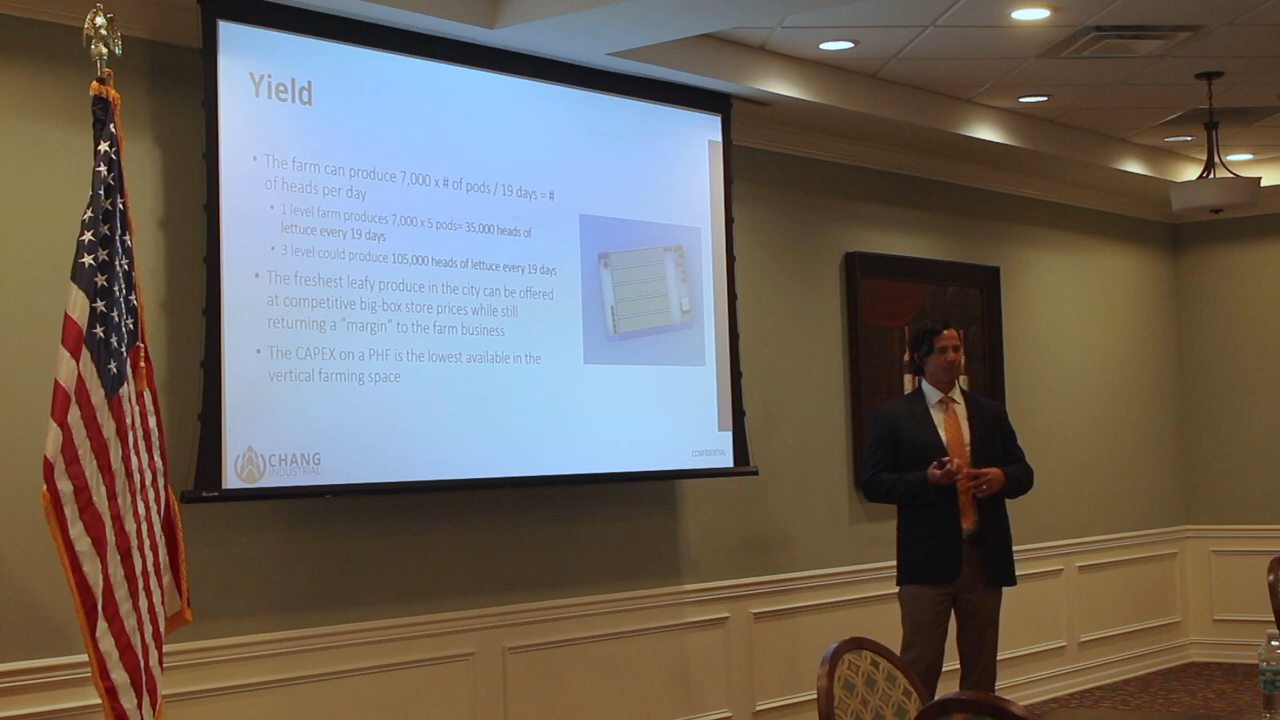 Yield
• The farm can produce 7,000 x # of pods / 19 days = #
of heads per day
• 1 level farm produces 7,000 x 5 pods= 35,000 heads of
lettuce every 19 days
• 3 level could produce 105,000 heads of lettuce every 19 days
• The freshest leafy produce in the city can be offered
at competitive big-box store prices while still
returning a "margin" to the farm business
• The CAPEX on a PHF is the lowest available in the
vertical farming space
CHANG
INDUSTRIAL
CONFIDENTIAL